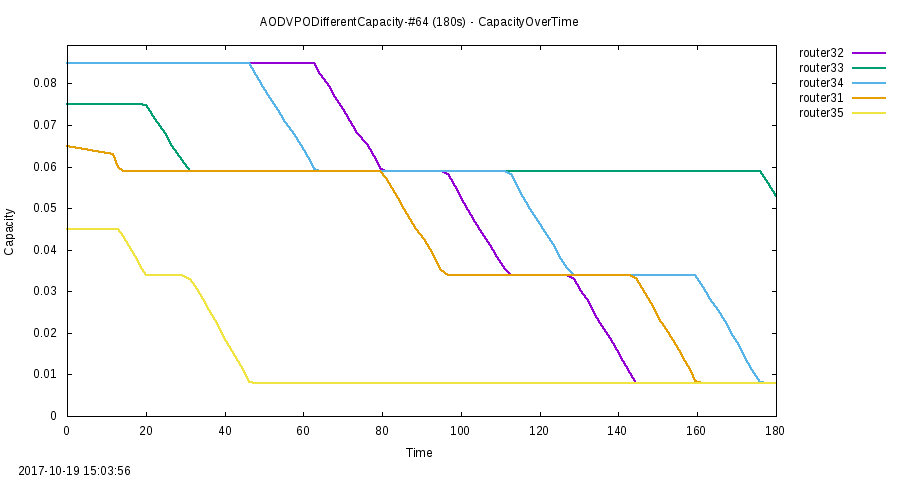 AODVPODifferentCapacity-#64 (180s) - CapacityOverTime
router32
router33
router34
router31
router35
Capacity
0.08
0.07
0.06
0.05
0.04
0.03
0.02
0.01
0
0 20 40 60 80 100 120 140 160 180
Time
2017-10-19 15:03:56